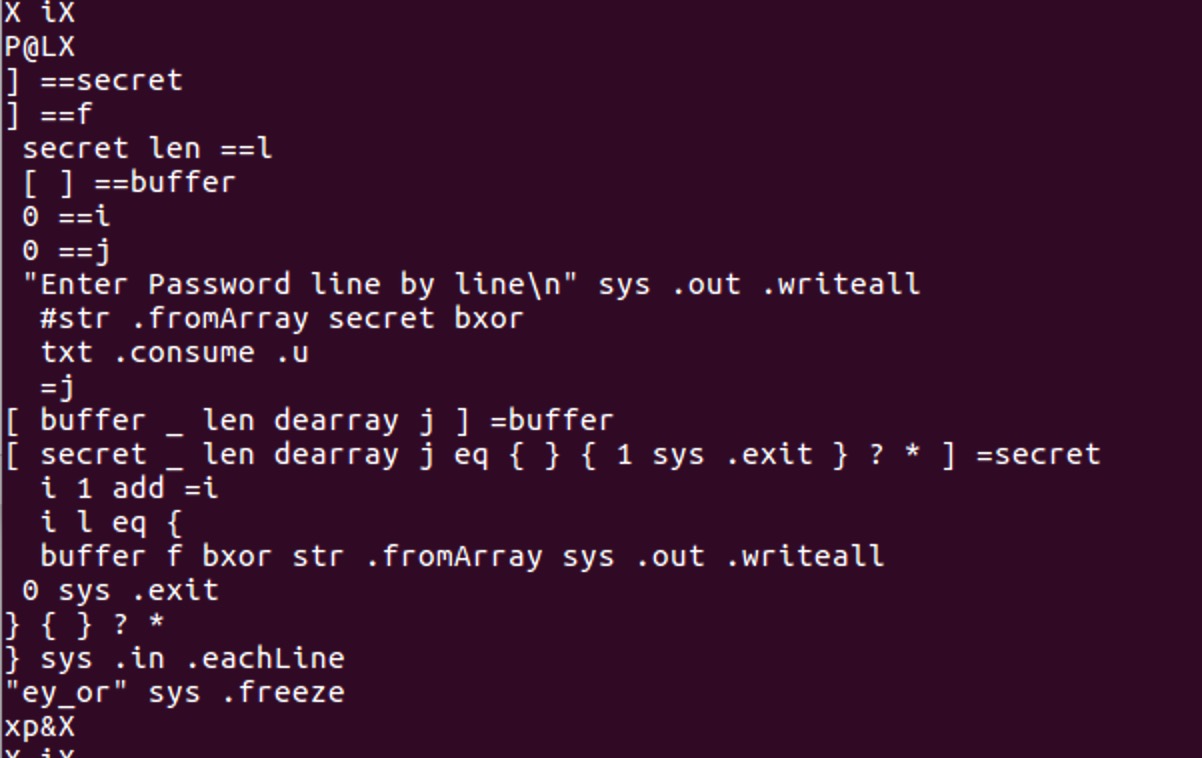 X iX
P@LX
] ==secret
] ==f
 secret len ==l
 [ ] ==buffer
 0 ==i
 0 ==j
 "Enter Password line by line\n" sys .out .writeall
  #str .fromArray secret bxor
  txt .consume .u
  =j
[ buffer _ len dearray j ] =buffer
[ secret _ len dearray j eq { } { 1 sys .exit } ? * ] =secret
  i 1 add =i
  i l eq {
  buffer f bxor str .fromArray sys .out .writeall
 0 sys .exit
} { } ? *
} sys .in .eachLine
"ey_or" sys .freeze
xp&X
X iX